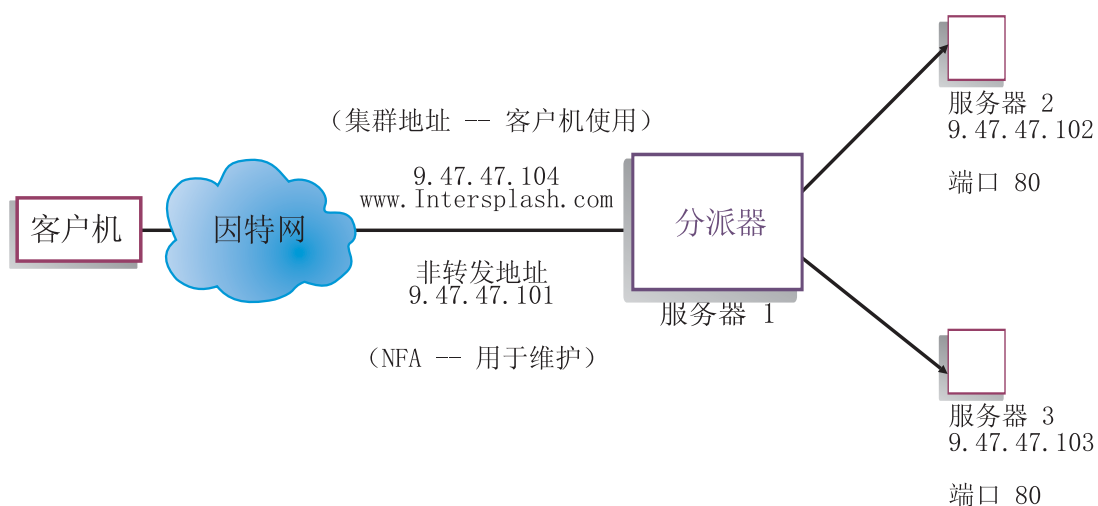 （集群地址 -- 客户机使用）
9.47.47.104
www.Intersplash.com
客户机
因特网
非转发地址
9.47.47.101
（NFA -- 用于维护）
分派器
服务器 1
服务器 2
9.47.47.102
端口 80
服务器 3
9.47.47.103
端口 80